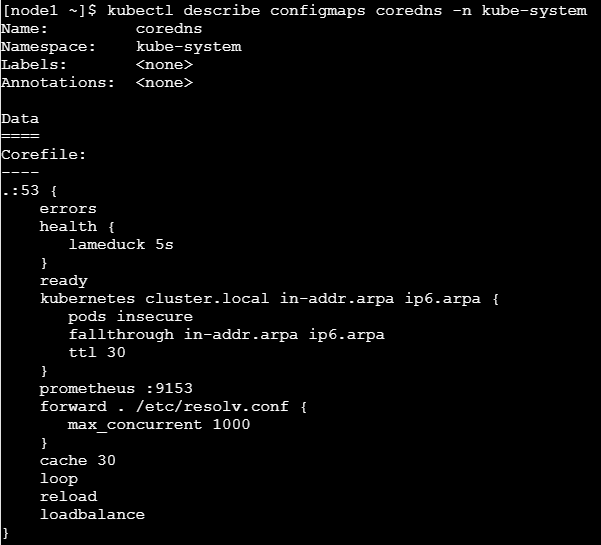 [node1 ~]$ kubectl describe configmaps coredns -n kube-system
Name:         coredns
Namespace:    kube-system
Labels:       <none>
Annotations:  <none>

Data
====
Corefile:
----
.:53 {
    errors
    health {
       lameduck 5s
    }
    ready
    kubernetes cluster.local in-addr.arpa ip6.arpa {
       pods insecure
       fallthrough in-addr.arpa ip6.arpa
       ttl 30
    }
    prometheus :9153
    forward . /etc/resolv.conf {
       max_concurrent 1000
    }
    cache 30
    loop
    reload
    loadbalance
}